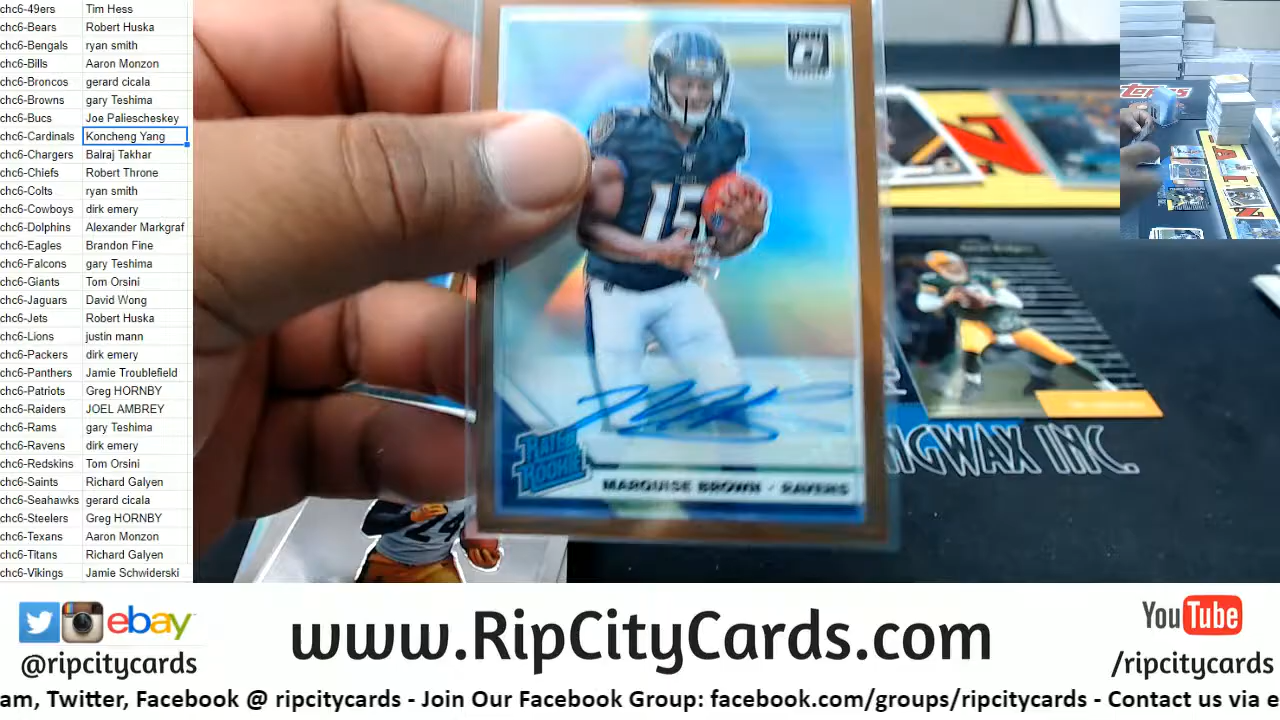 chc6-49ers Tim Hess
chc6-Bears Robert Huska
chc6-Bengals ryan smith
chc6-Bills Aaron Monzon
chc6-Broncos gerard cicala
chc6-Browns gary Teshima
chc6-Bucs Joe Paliescheskey
chc6-Cardinals Koncheng Yang
chc6-Chargers Balraj Takhar
chc6-Chiefs Robert Throne
chc6-Colts ryan smith
chc6-Cowboys dirk emery
chc6-Dolphins Alexander Markgraf
chc6-Eagles Brandon Fine
chc6-Falcons gary Teshima
chc6-Giants Tom Orsini
chc6-Jaguars David Wong
chc6-Jets Robert Huska
chc6-Lions justin mann
chc6-Packers dirk emery
chc6-Panthers Jamie Troublefield
chc6-Patriots Greg HORNBY
chc6-Raiders JOEL AMBREY
chc6-Rams gary Teshima
chc6-Ravens dirk emery
chc6-Redskins Tom Orsini
chc6-Saints Richard Galyen
chc6-Seahawks gerard cicala
chc6-Steelers Greg HORNBY
chc6-Texans Aaron Monzon
chc6-Titans Richard Galyen
chc6-Vikings Jamie Schwiderski
15
RATED
ROOKIE
MARQUISE BROWN - RAVENS
24
NGWAX INC.
Topps
ebay
@ripcitycards
www.RipCityCards.com
YouTube
/ripcitycards
am, Twitter, Facebook @ ripcitycards - Join Our Facebook Group: facebook.com/groups/ripcitycards - Contact us via e